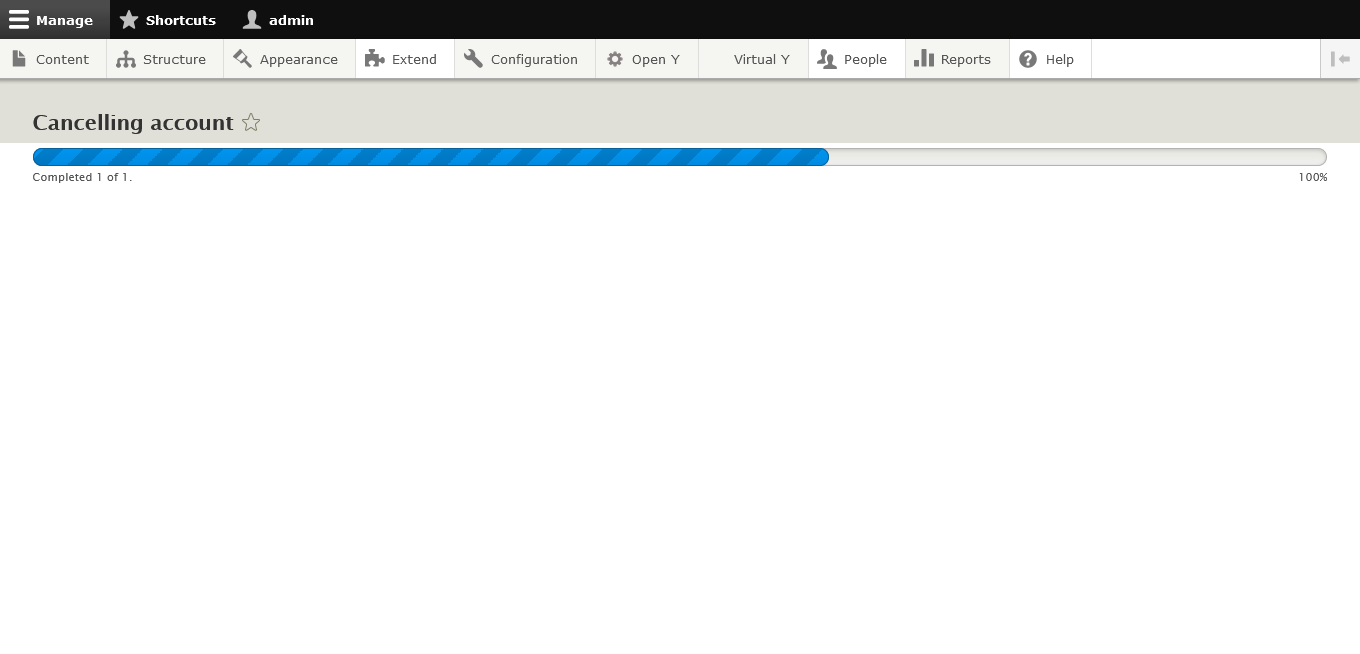 Manage Shortcuts admin
Content Structure Appearance Extend Configuration Open Y Virtual Y People Reports Help
Cancelling account
Completed 1 of 1. 100%